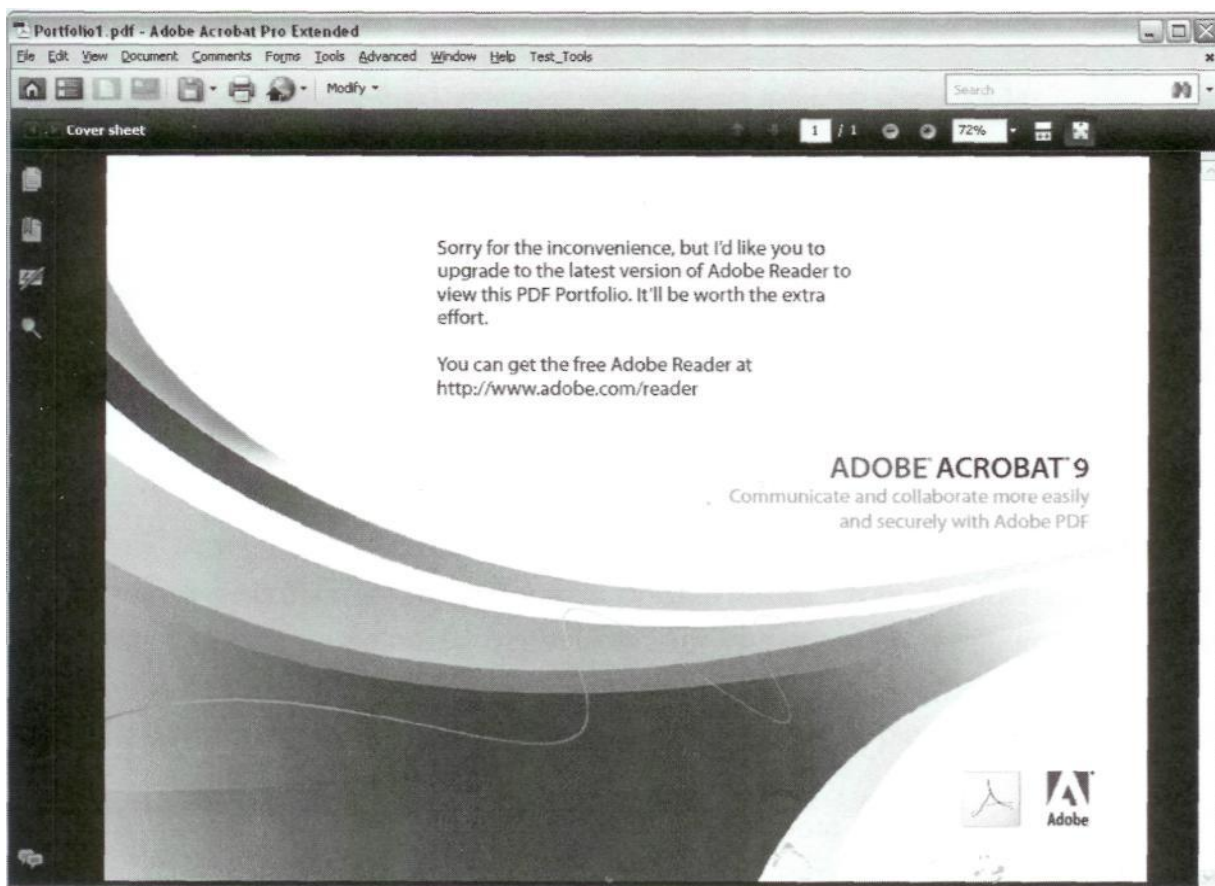 Portfolio1.pdf - Adobe Acrobat Pro Extended
File Edit View Document Comments Forms Tools Advanced Window Help Test_Tools
Modify
Search
Cover sheet
1 / 1
72%
Sorry for the inconvenience, but I'd like you to
upgrade to the latest version of Adobe Reader to
view this PDF Portfolio. It'll be worth the extra
effort.
You can get the free Adobe Reader at
http://www.adobe.com/reader
ADOBE® ACROBAT® 9
Communicate and collaborate more easily
and securely with Adobe PDF
Adobe